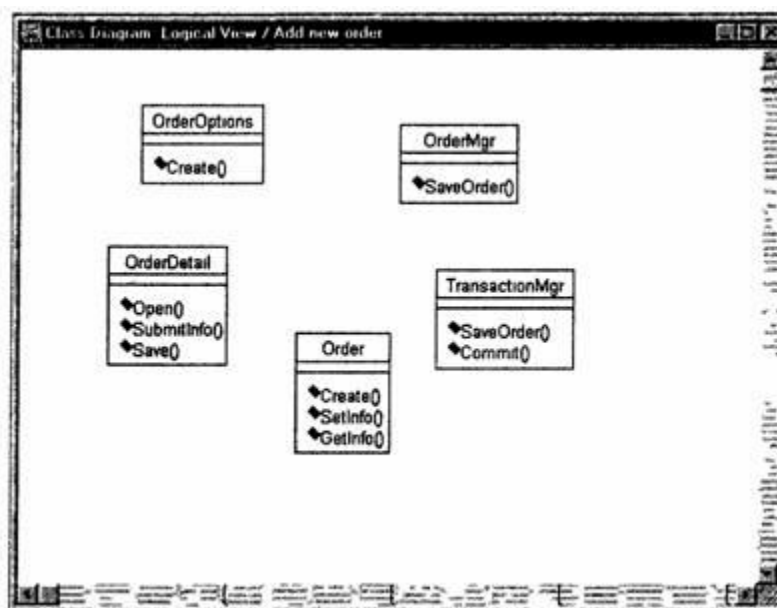 Class Diagram Logical View / Add new order
OrderOptions
Create()
OrderMgr
SaveOrder()
OrderDetail
Open()
SubmitInfo()
Save()
TransactionMgr
SaveOrder()
Commit()
Order
Create()
SetInfo()
GetInfo()